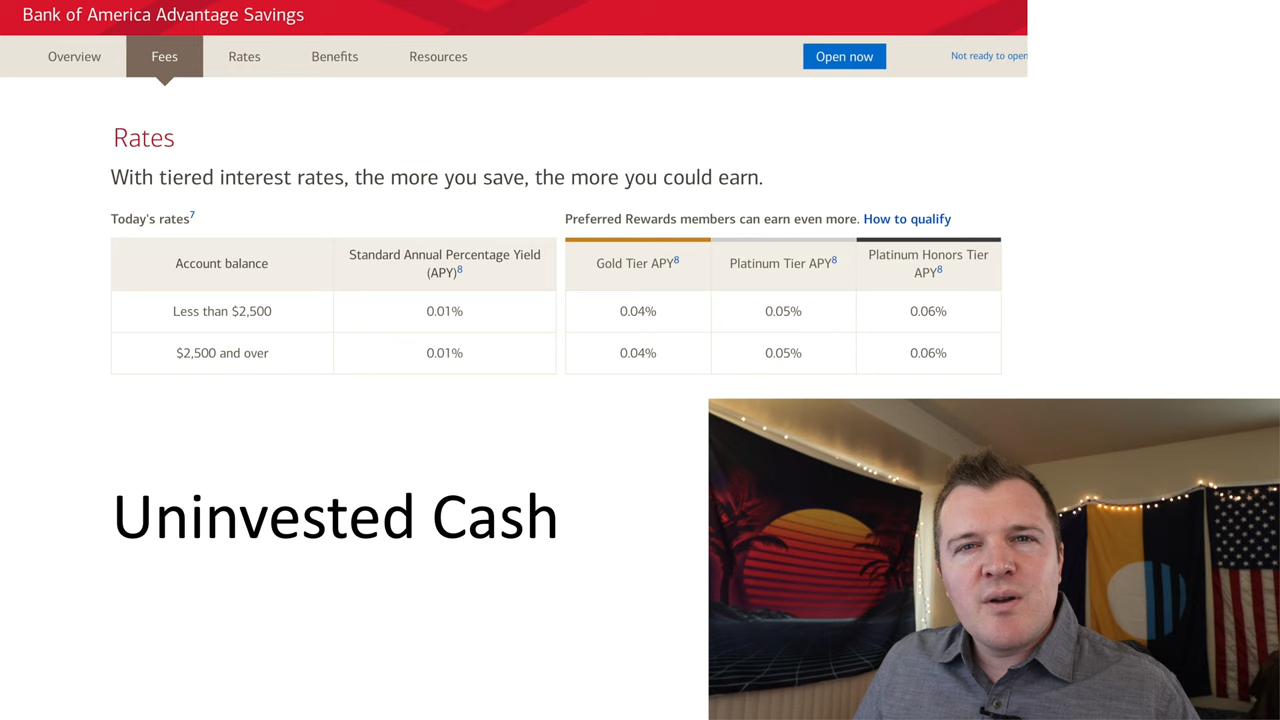 Bank of America Advantage Savings
Overview Fees Rates Benefits Resources Open now Not ready to open
Rates
With tiered interest rates, the more you save, the more you could earn.
Today's rates7 Preferred Rewards members can earn even more. How to qualify
Account balance Standard Annual Percentage Yield (APY)8 Gold Tier APY8 Platinum Tier APY8 Platinum Honors Tier APY8
Less than $2,500 0.01% 0.04% 0.05% 0.06%
$2,500 and over 0.01% 0.04% 0.05% 0.06%
Uninvested Cash